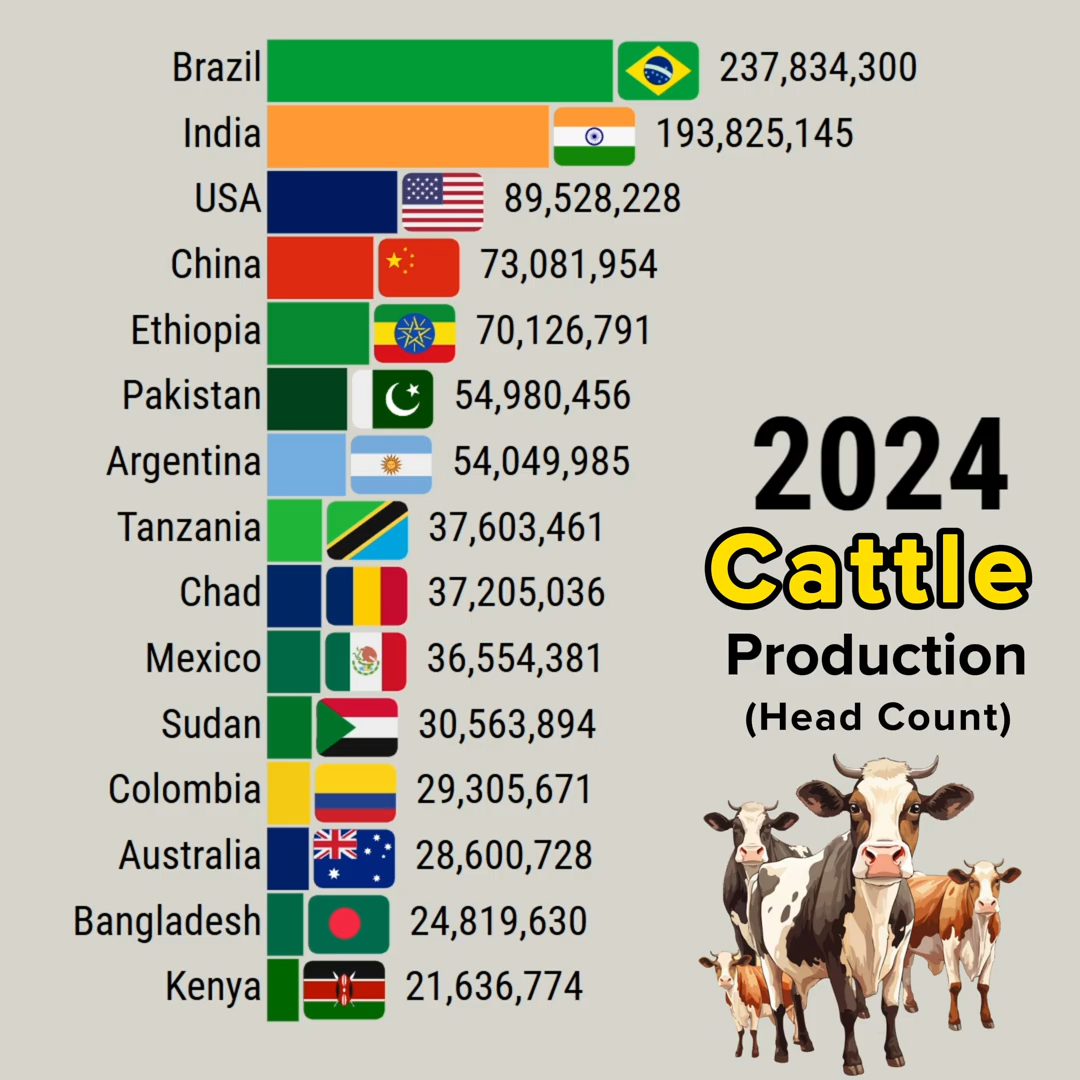 Brazil 237,834,300
India 193,825,145
USA 89,528,228
China 73,081,954
Ethiopia 70,126,791
Pakistan 54,980,456
Argentina 54,049,985
Tanzania 37,603,461
Chad 37,205,036
Mexico 36,554,381
Sudan 30,563,894
Colombia 29,305,671
Australia 28,600,728
Bangladesh 24,819,630
Kenya 21,636,774
2024
Cattle
Production
(Head Count)